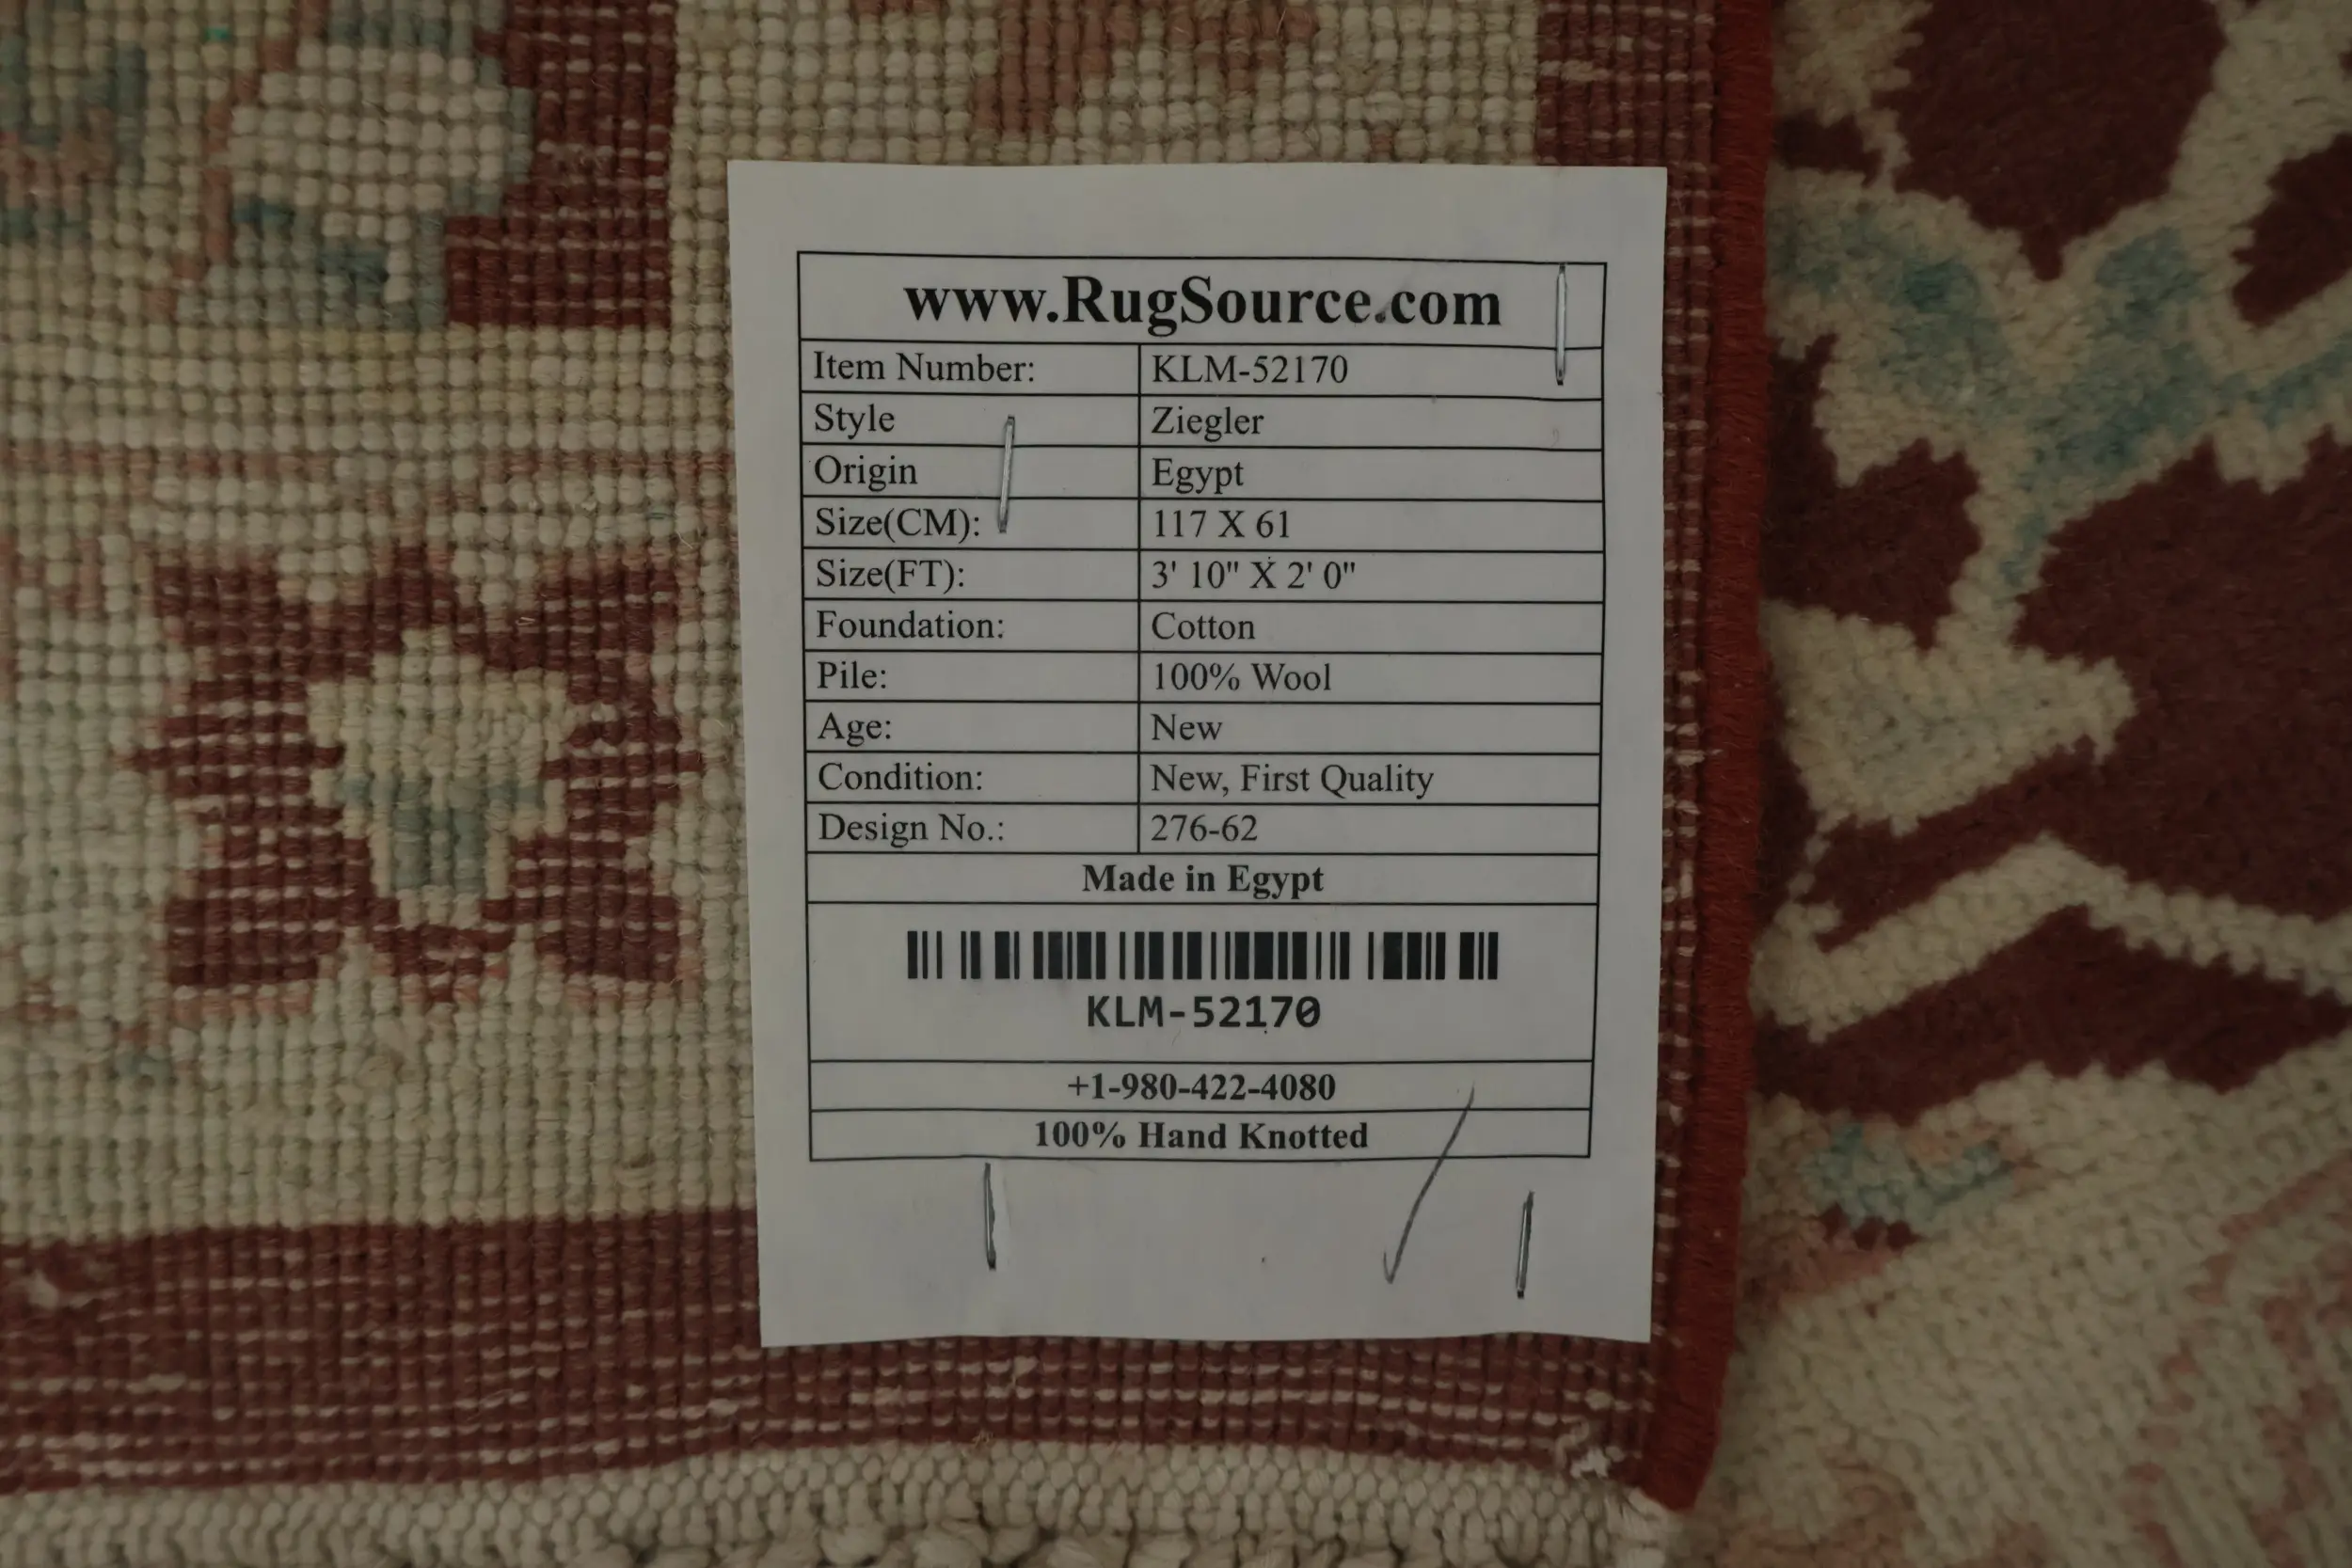 www.RugSource.com
Item Number: KLM-52170
Style Ziegler
Origin Egypt
Size(CM): 117 X 61
Size(FT): 3' 10" X 2' 0"
Foundation: Cotton
Pile: 100% Wool
Age: New
Condition: New, First Quality
Design No.: 276-62
Made in Egypt
KLM-52170
+1-980-422-4080
100% Hand Knotted